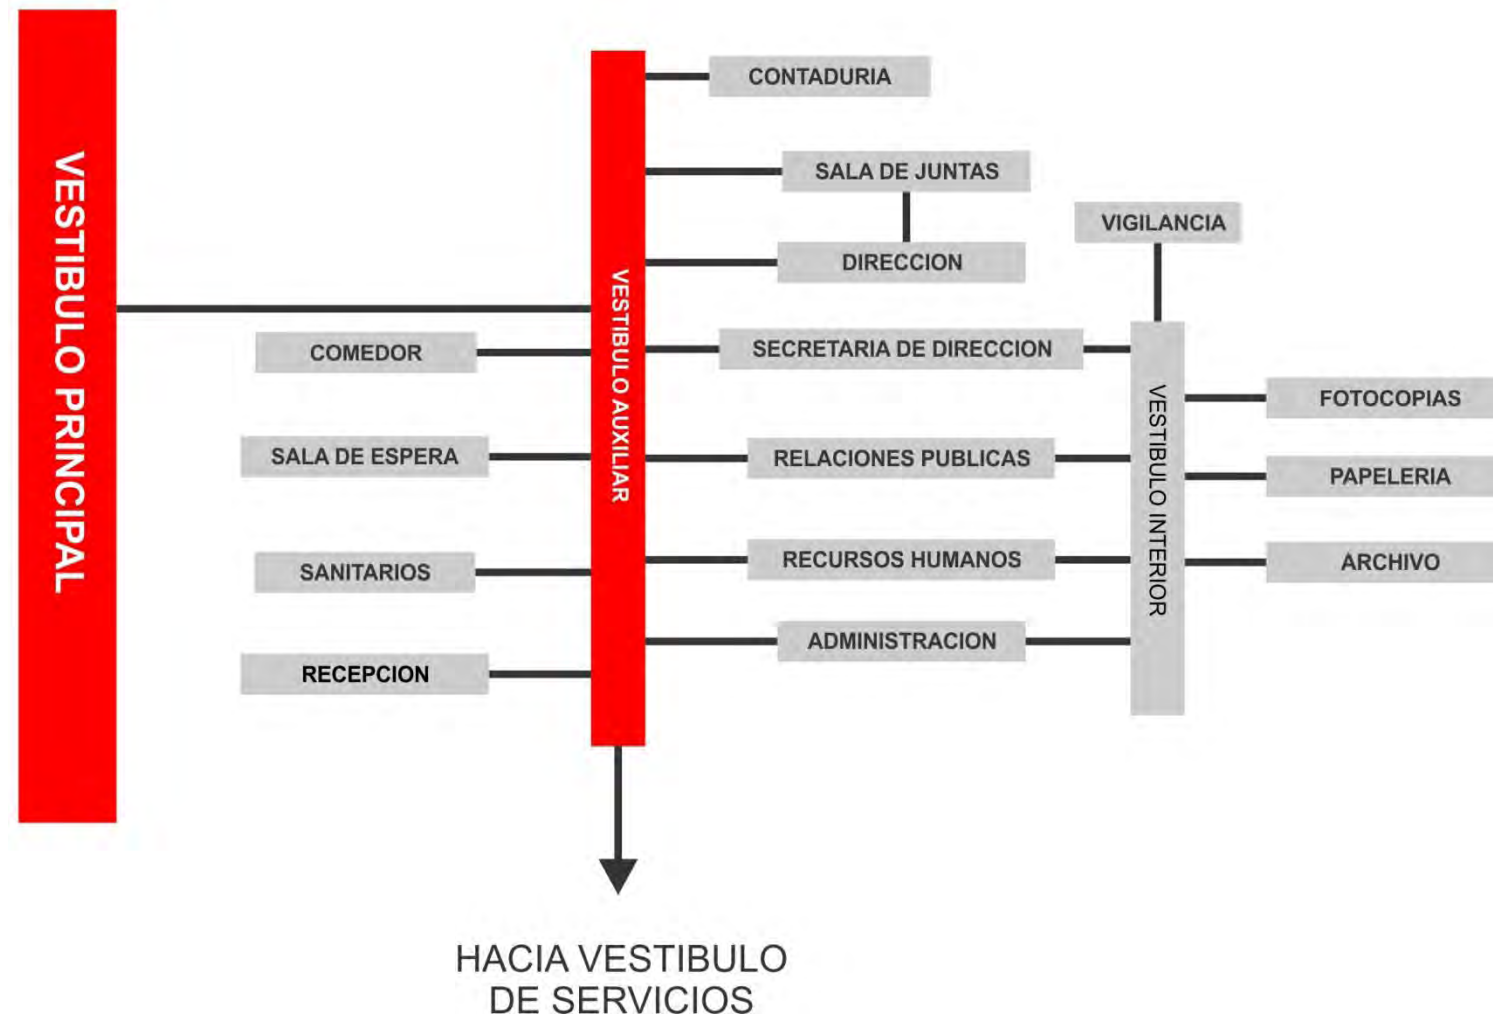 VESTIBULO PRINCIPAL
VESTIBULO AUXILIAR
CONTADURIA
SALA DE JUNTAS
DIRECCION
VIGILANCIA
COMEDOR
SECRETARIA DE DIRECCION
VESTIBULO INTERIOR
FOTOCOPIAS
SALA DE ESPERA
RELACIONES PUBLICAS
PAPELERIA
SANITARIOS
RECURSOS HUMANOS
ARCHIVO
ADMINISTRACION
RECEPCION
HACIA VESTIBULO
DE SERVICIOS